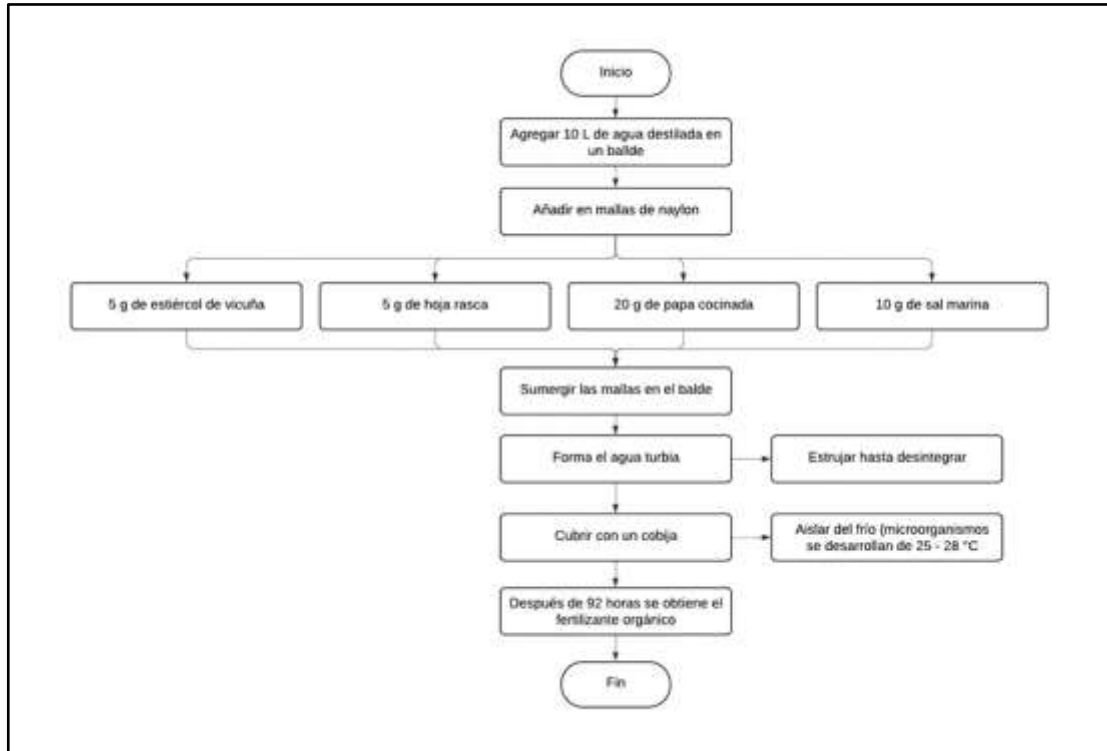 Inicio
Agregar 10 L de agua destilada en
un ballde
Añadir en mallas de naylon
5 g de estiércol de vicuña
5 g de hoja rasca
20 g de papa cocinada
10 g de sal marina
Sumergir las mallas en el balde
Forma el agua turbia
Estrujar hasta desintegrar
Cubrir con un cobija
Aislar del frío (microorganismos
se desarrollan de 25 - 28 °C
Después de 92 horas se obtiene el
fertilizante orgánico
Fin